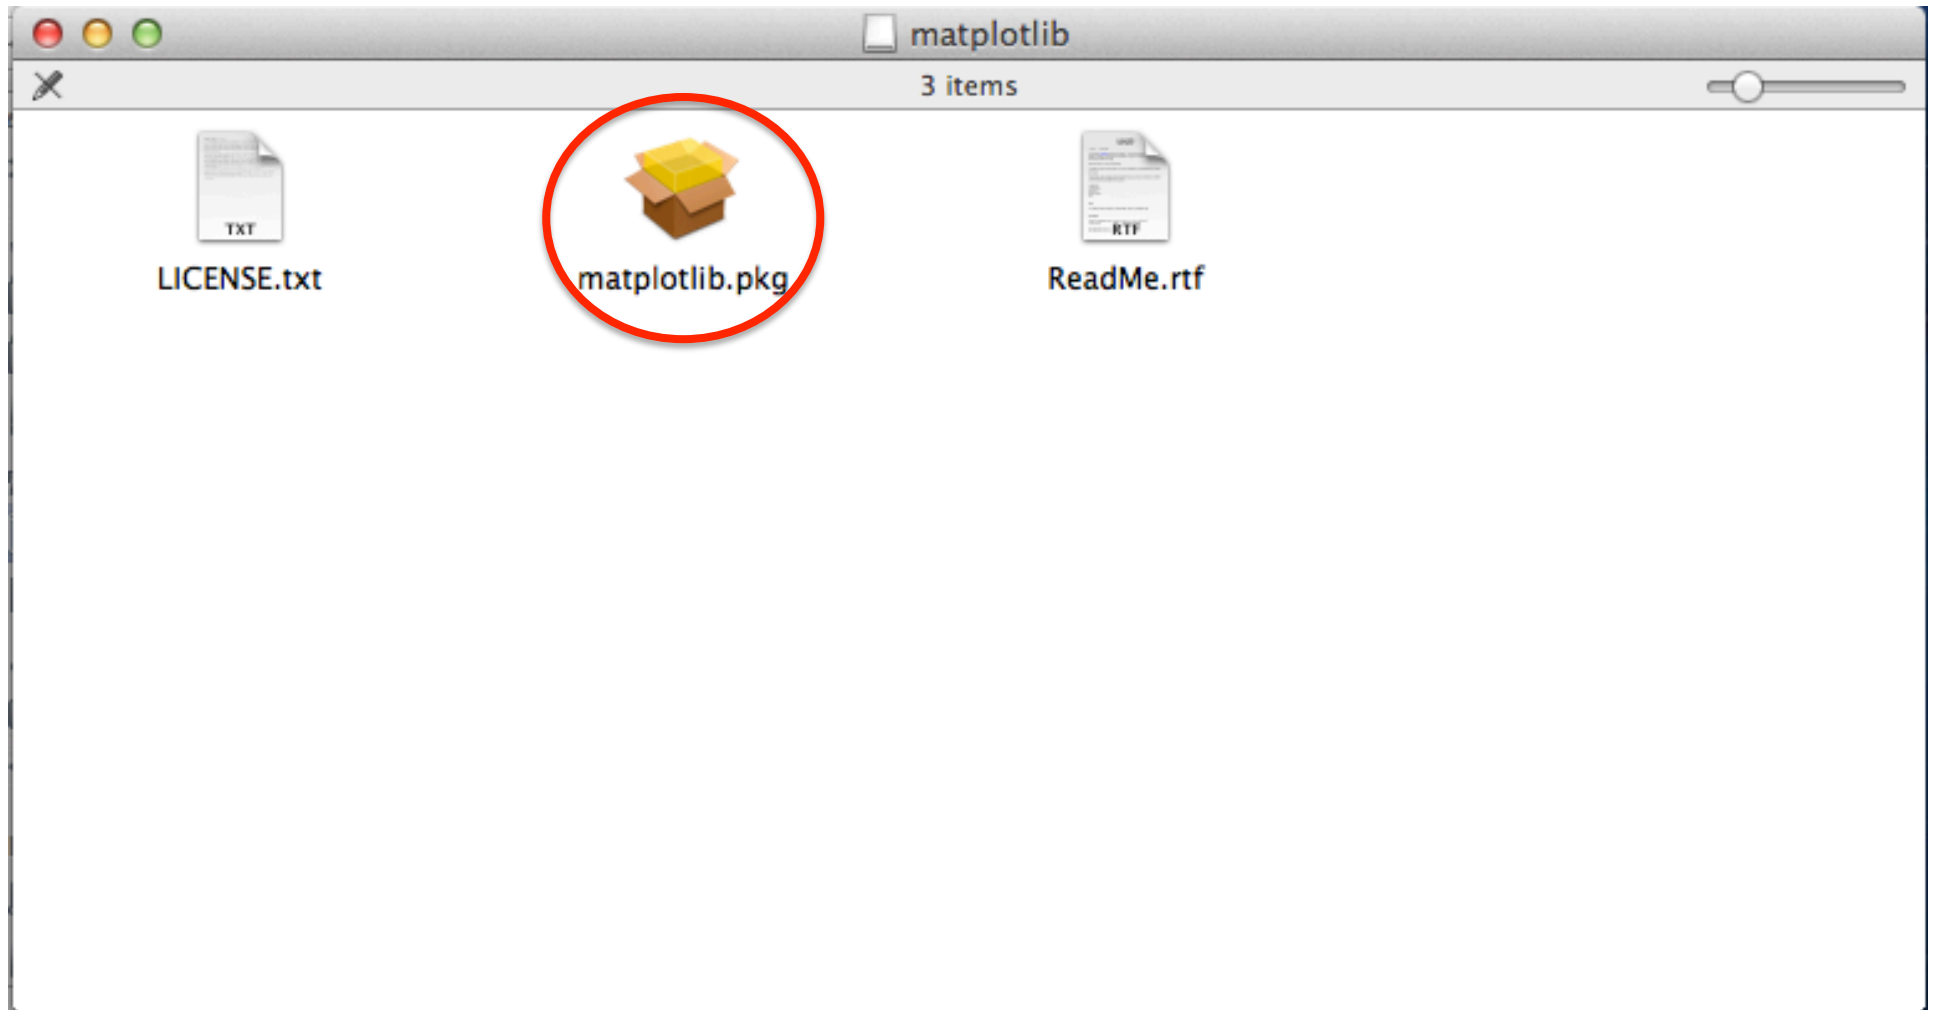 matplotlib
3 items
TXT
RTF
LICENSE.txt
matplotlib.pkg
ReadMe.rtf